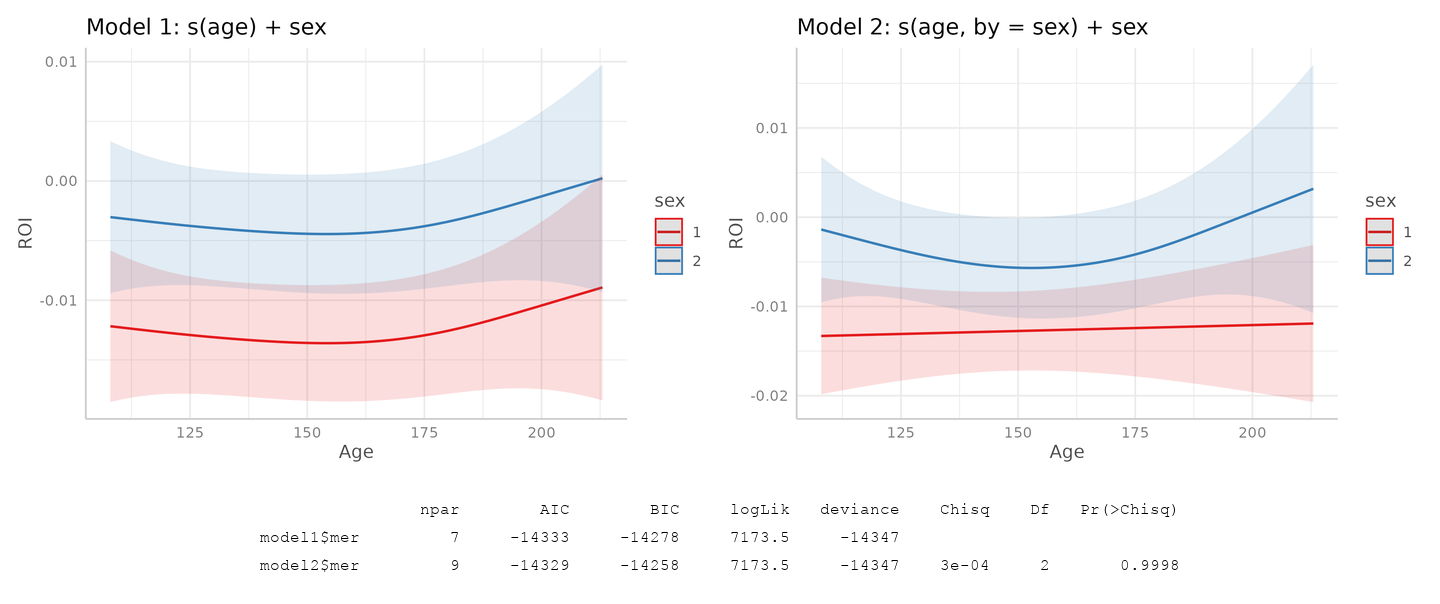 Model 1: s(age) + sex
0.01
0.00
-0.01
ROI
125 150 175 200
Age
sex
1
2
Model 2: s(age, by = sex) + sex
0.01
0.00
-0.01
-0.02
ROI
125 150 175 200
Age
sex
1
2
npar AIC BIC logLik deviance Chisq Df Pr(>Chisq)
model1$mer 7 -14333 -14278 7173.5 -14347
model2$mer 9 -14329 -14258 7173.5 -14347 3e-04 2 0.9998